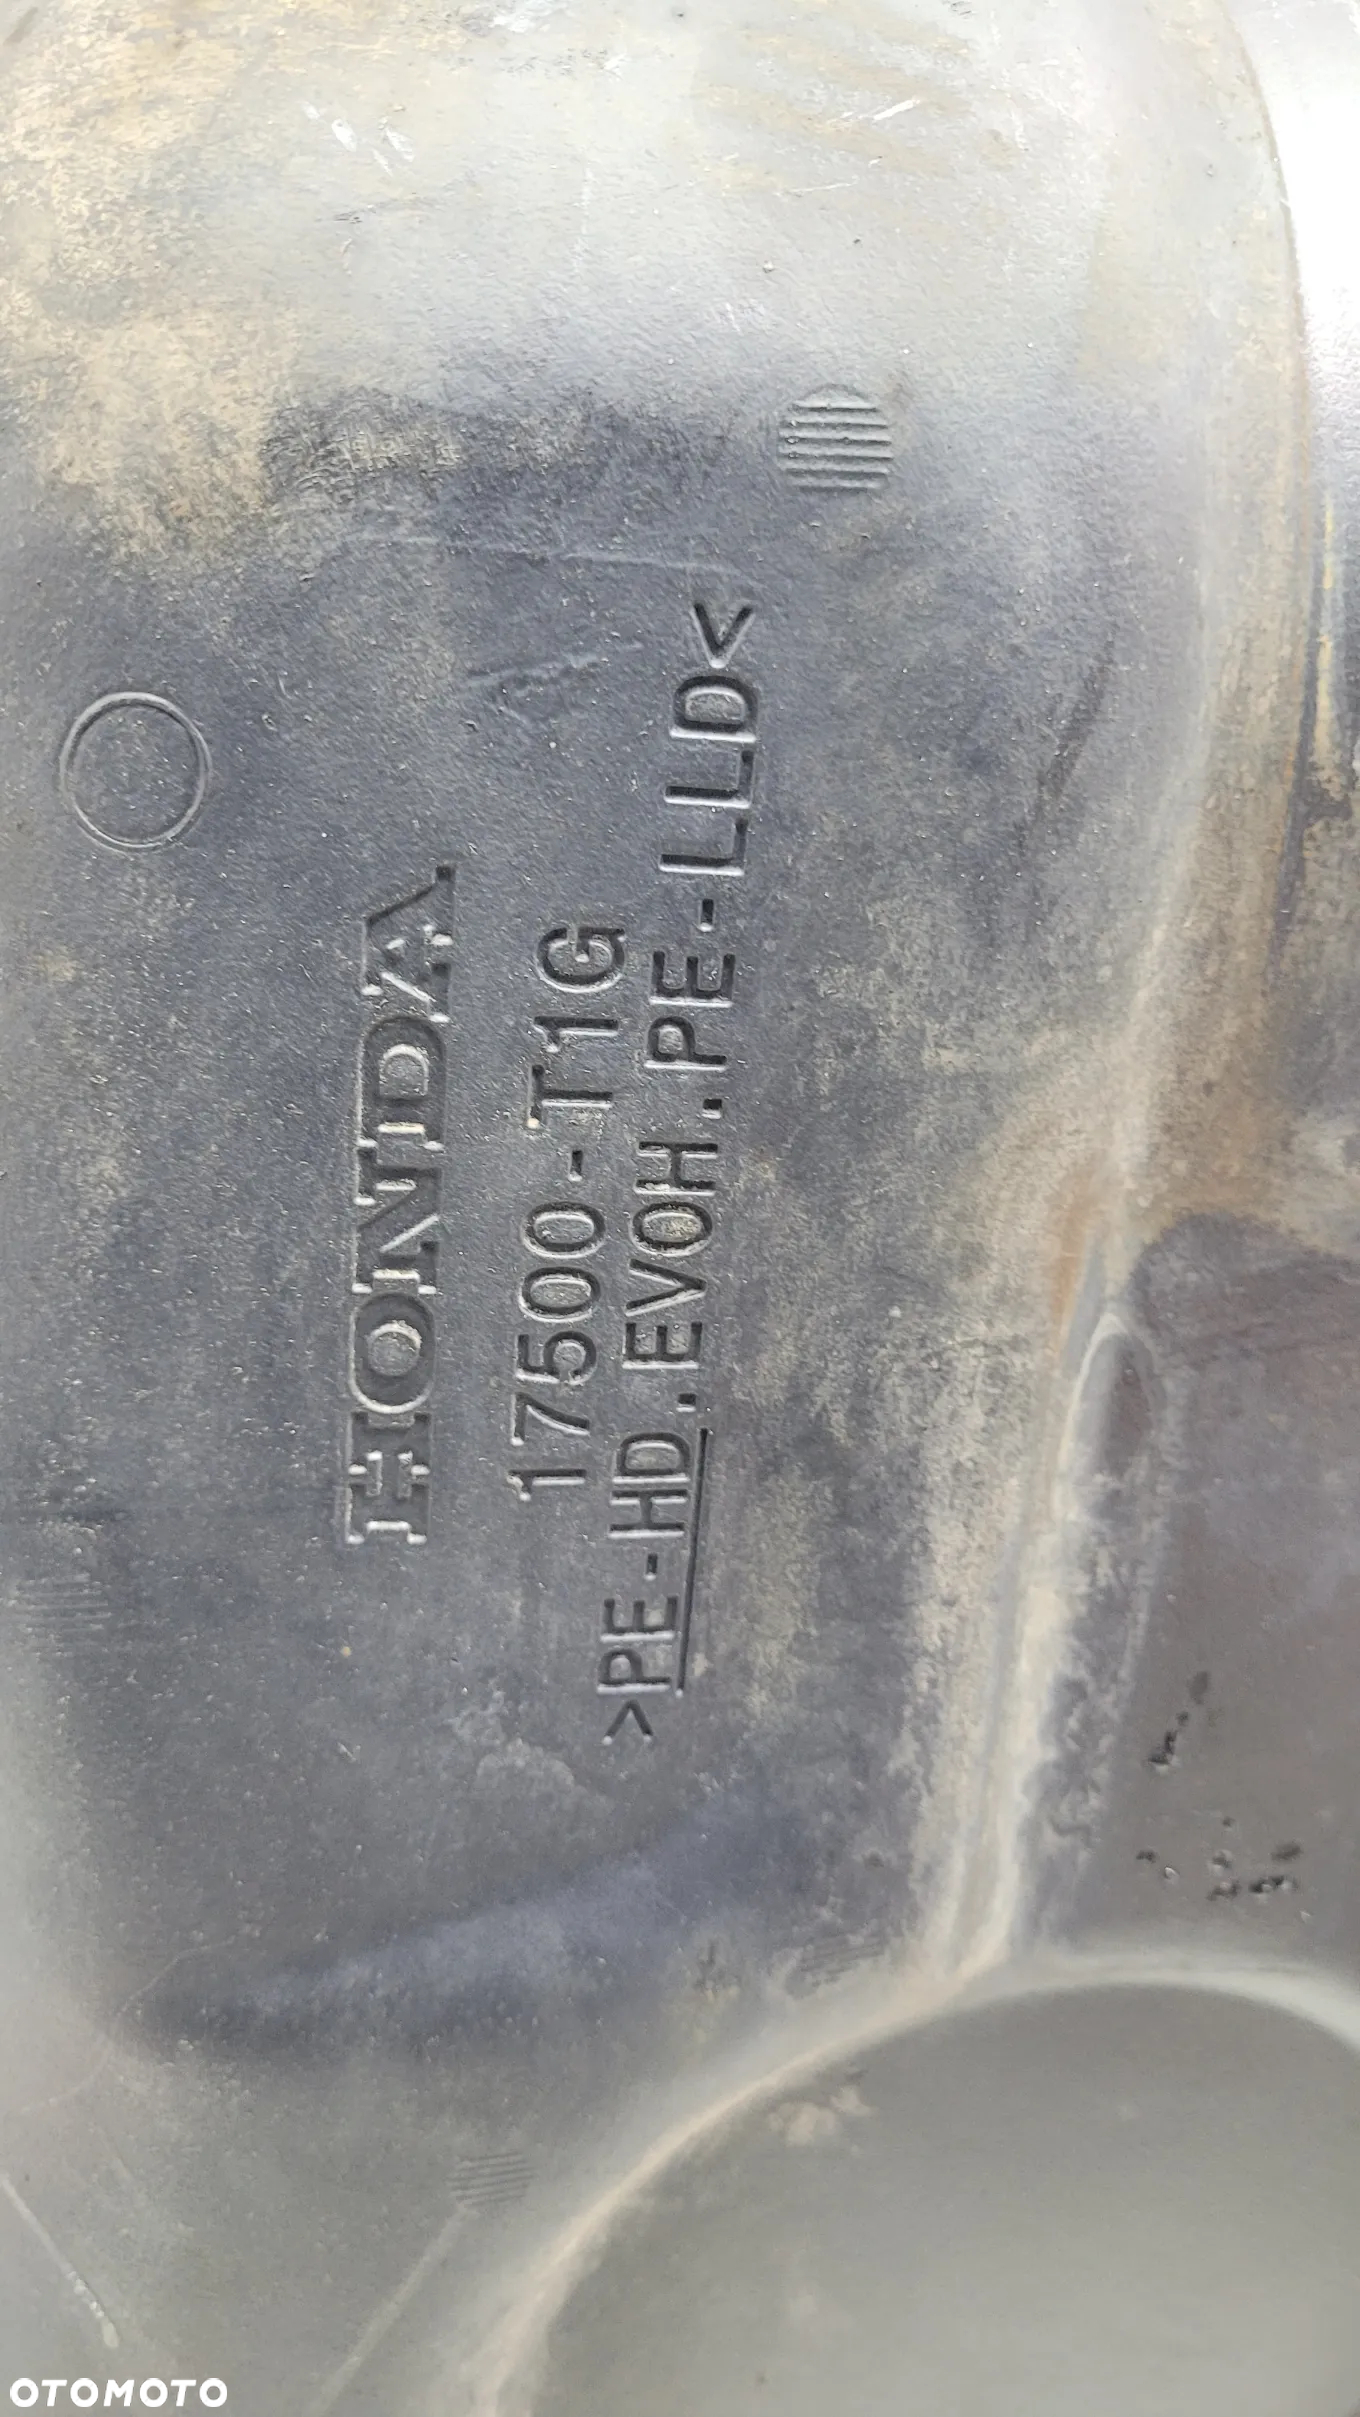 HONDA
17500-T1G
>PE-HD.EVOH..PE-LLD<
OTOMOTO